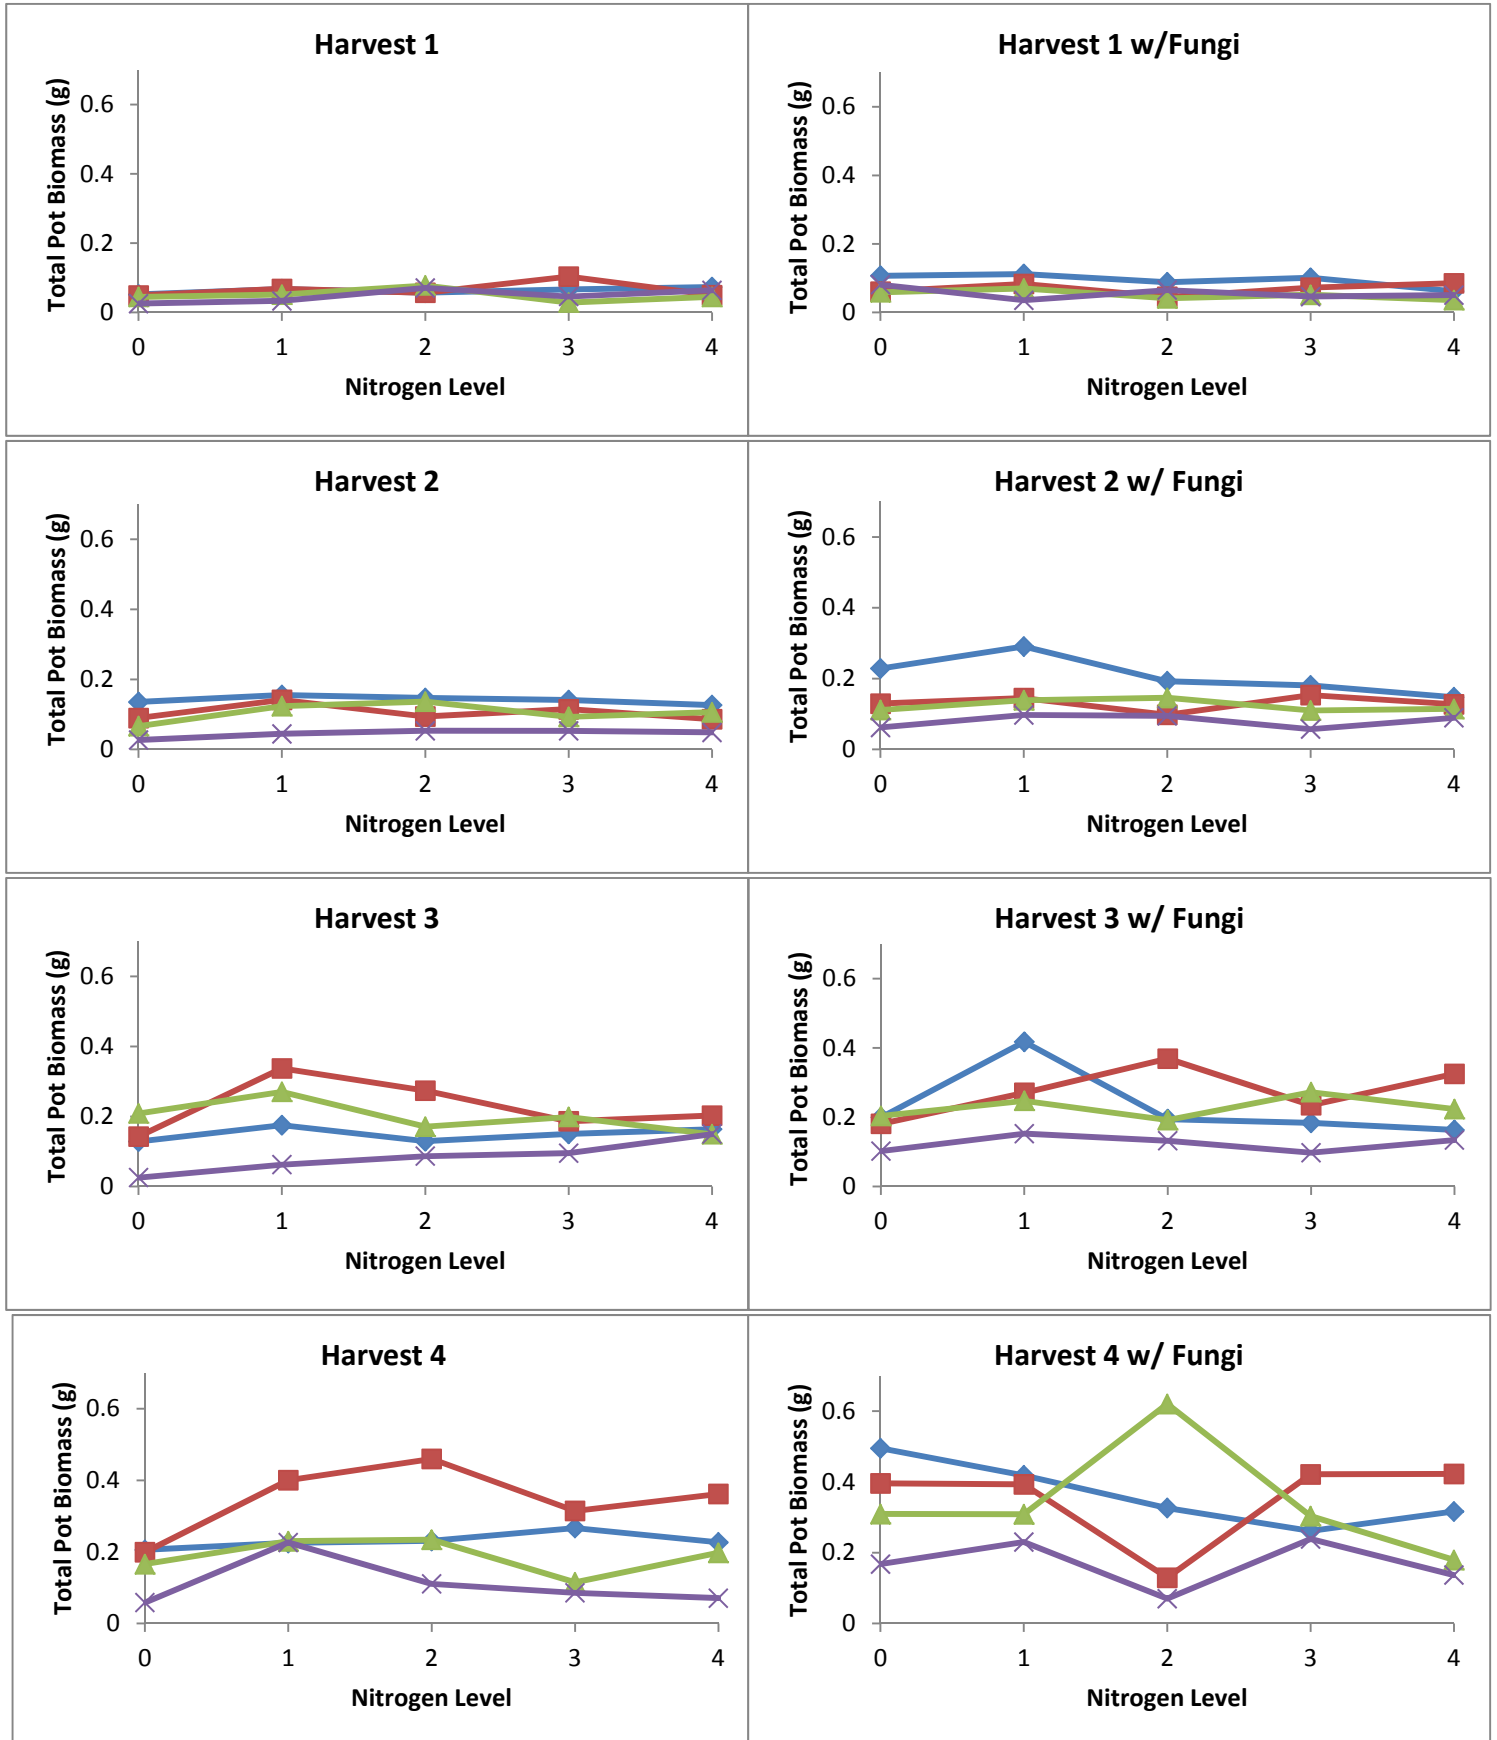 Harvest 1
Total Pot Biomass (g)
0.6
0.4
0.2
0
0 1 2 3 4
Nitrogen Level
Harvest 1 w/Fungi
Total Pot Biomass (g)
0.6
0.4
0.2
0
0 1 2 3 4
Nitrogen Level
Harvest 2
Total Pot Biomass (g)
0.6
0.4
0.2
0
0 1 2 3 4
Nitrogen Level
Harvest 2 w/ Fungi
Total Pot Biomass (g)
0.6
0.4
0.2
0
0 1 2 3 4
Nitrogen Level
Harvest 3
Total Pot Biomass (g)
0.6
0.4
0.2
0
0 1 2 3 4
Nitrogen Level
Harvest 3 w/ Fungi
Total Pot Biomass (g)
0.6
0.4
0.2
0
0 1 2 3 4
Nitrogen Level
Harvest 4
Total Pot Biomass (g)
0.6
0.4
0.2
0
0 1 2 3 4
Nitrogen Level
Harvest 4 w/ Fungi
Total Pot Biomass (g)
0.6
0.4
0.2
0
0 1 2 3 4
Nitrogen Level